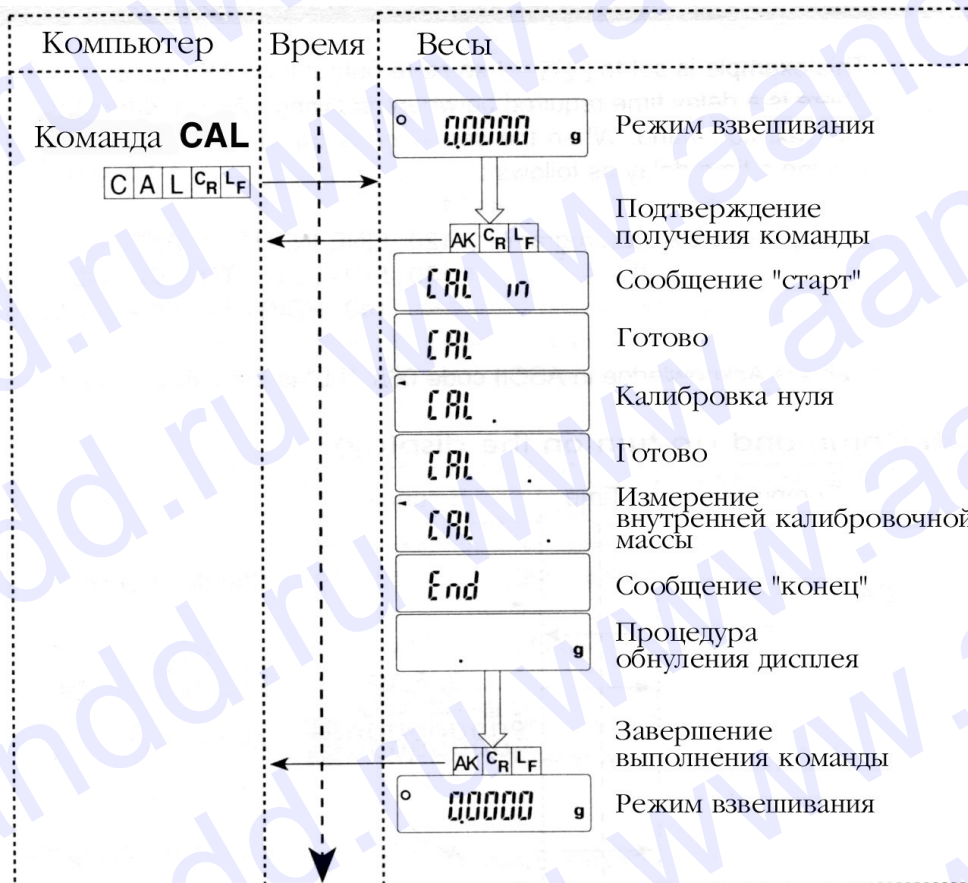 Компьютер Время Весы
0.0000 g Режим взвешивания
Команда CAL
C A L CR LF
Подтверждение
получения команды
AK CR LF
CAL in Сообщение "старт"
CAL Готово
CAL . Калибровка нуля
CAL . Готово
CAL . Измерение
внутренней калибровочной
массы
End Сообщение "конец"
. g Процедура
обнуления дисплея
Завершение
выполнения команды
AK CR LF
0.0000 g Режим взвешивания